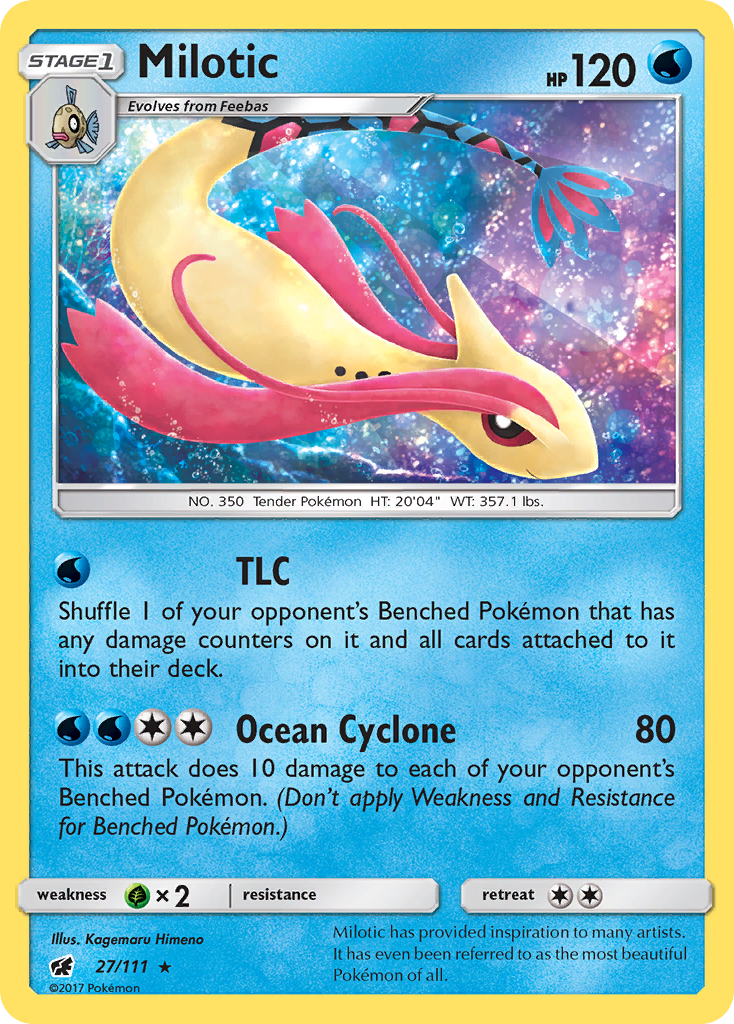 STAGE1 Milotic HP 120
Evolves from Feebas
NO. 350 Tender Pokémon HT: 20'04" WT: 357.1 lbs.
TLC
Shuffle 1 of your opponent's Benched Pokémon that has
any damage counters on it and all cards attached to it
into their deck.
Ocean Cyclone 80
This attack does 10 damage to each of your opponent's
Benched Pokémon. (Don't apply Weakness and Resistance
for Benched Pokémon.)
weakness × 2 resistance retreat
Illus. Kagemaru Himeno
27/111 ★
©2017 Pokémon
Milotic has provided inspiration to many artists.
It has even been referred to as the most beautiful
Pokémon of all.